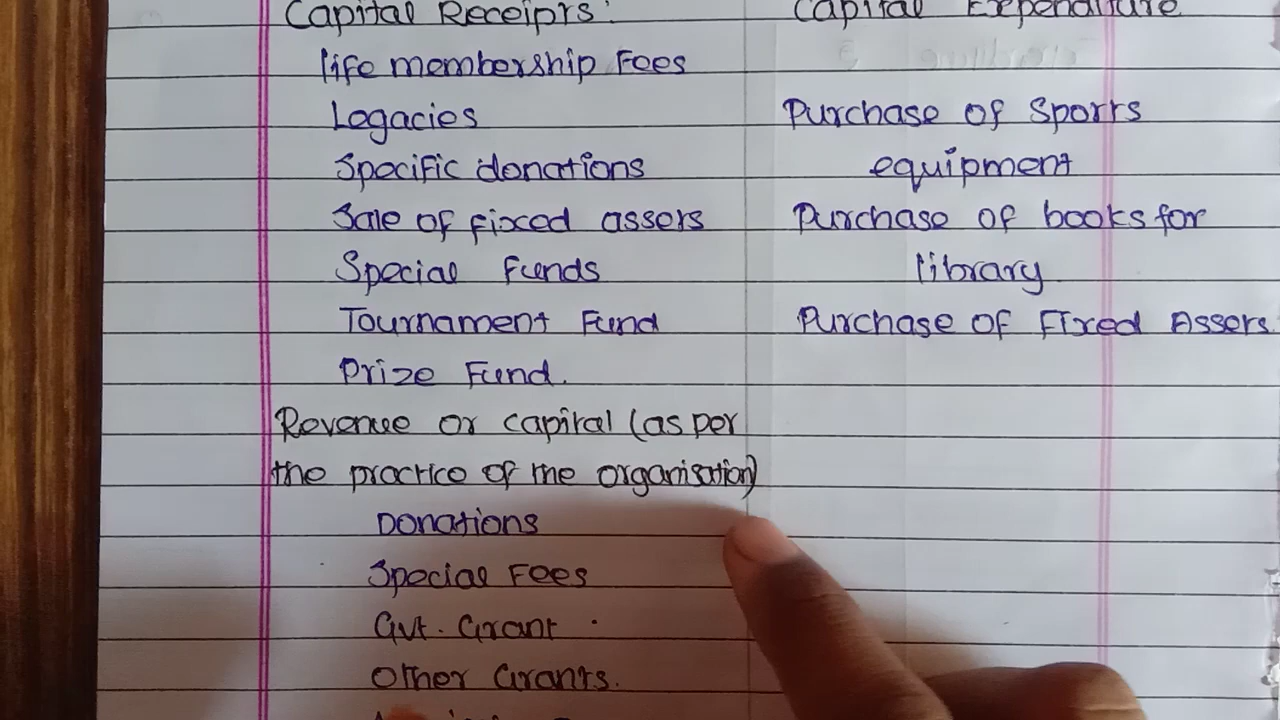 Capital Receipts:
life membership Fees
Legacies
Specific donations
Sale of fixed assets
Special Funds
Tournament Fund
Prize Fund.
Revenue or capital (as per
the practice of the organisation)
Donations
Special Fees
Gvt. Grant
Other Grants.
Capital Expenditure
Purchase of Sports
equipment
Purchase of books for
library
Purchase of Fixed Assets